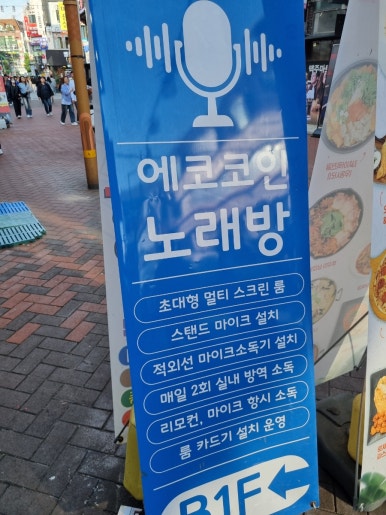 에코코인
노래방
초대형 멀티 스크린 룸
스탠드 마이크 설치
적외선 마이크소독기 설치
매일 2회 실내 방역 소독
리모컨, 마이크 항시 소독
룸 카드기 설치 운영
B1F